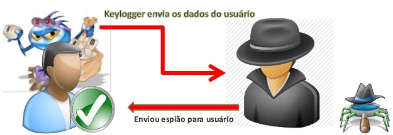 Keylogger envia os dados do usuário
Enviou espião para usuário